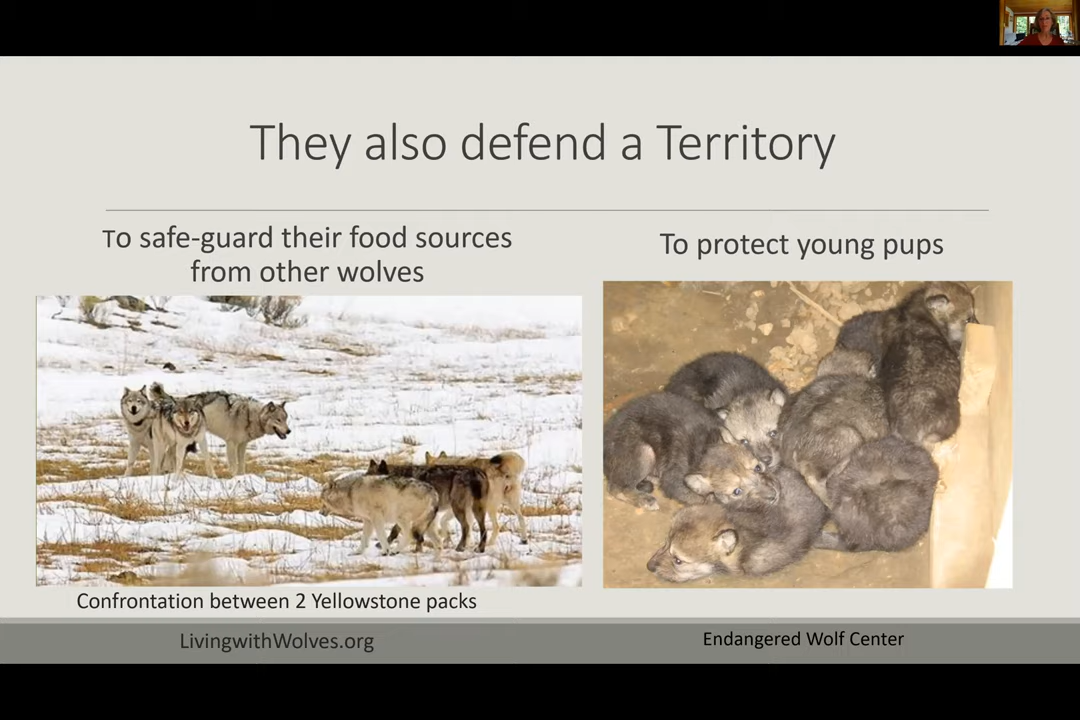 They also defend a Territory
To safe-guard their food sources
from other wolves
To protect young pups
Confrontation between 2 Yellowstone packs
LivingwithWolves.org
Endangered Wolf Center